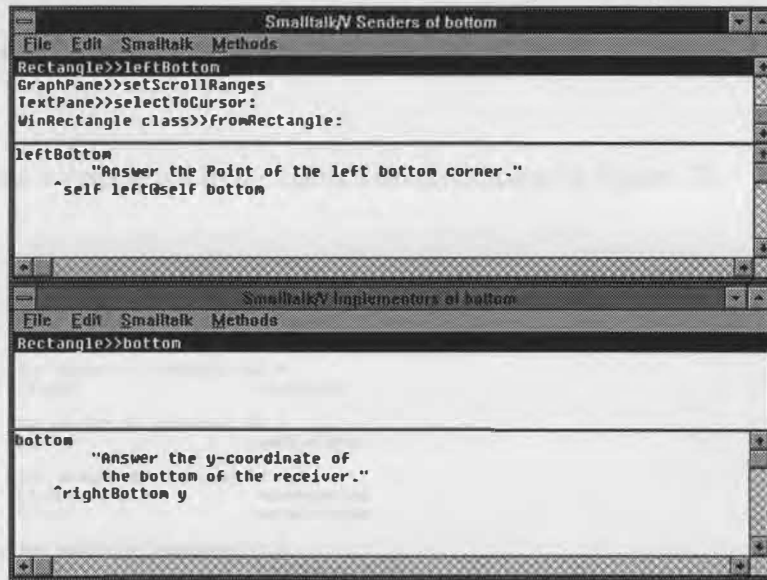 Smalltalk/V Senders of bottom
File Edit Smalltalk Methods
Rectangle>>leftBottom
GraphPane>>setScrollRanges
TextPane>>selectToCursor:
WinRectangle class>>fromRectangle:
leftBottom
"Answer the Point of the left bottom corner."
^self left@self bottom
Smalltalk/V Implementors of bottom
File Edit Smalltalk Methods
Rectangle>>bottom
bottom
"Answer the y-coordinate of
the bottom of the receiver."
^rightBottom y